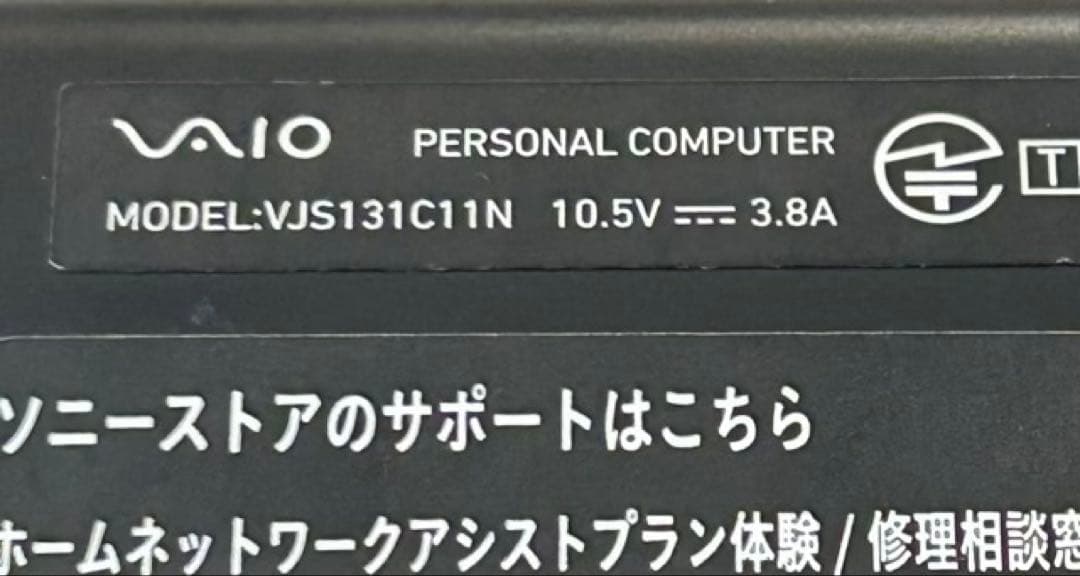 VAIO PERSONAL COMPUTER
MODEL:VJS131C11N 10.5V ⎓ 3.8A T
ソニーストアのサポートはこちら
ホームネットワークアシストプラン体験 / 修理相談窓